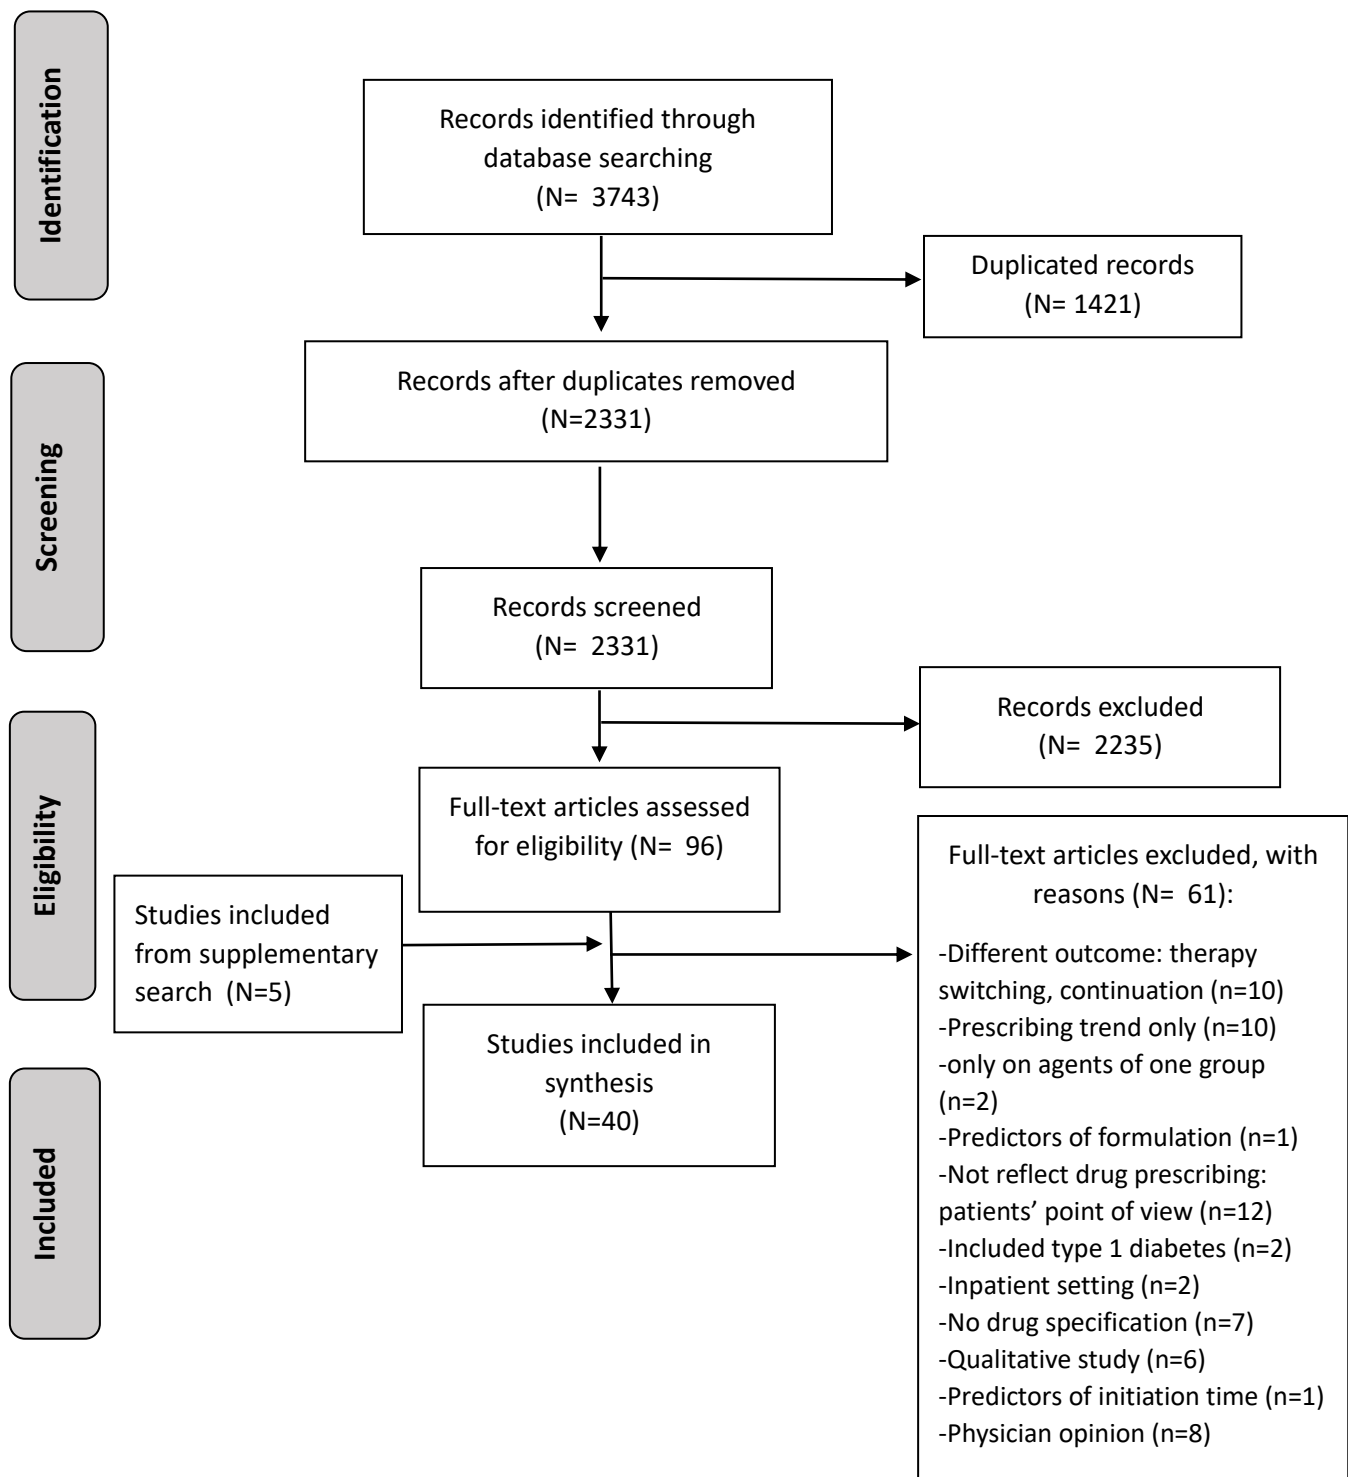 Identification
Records identified through
database searching
(N=  3743)
Duplicated records
(N= 1421)
Records after duplicates removed
(N=2331)
Screening
Records screened
(N=  2331)
Records excluded
(N=  2235)
Eligibility
Full-text articles assessed
for eligibility (N=  96)
Studies included
from supplementary
search  (N=5)
Full-text articles excluded, with
reasons (N=  61):
-Different outcome: therapy
switching, continuation (n=10)
-Prescribing trend only (n=10)
-only on agents of one group
(n=2)
-Predictors of formulation (n=1)
-Not reflect drug prescribing:
patients’ point of view (n=12)
-Included type 1 diabetes (n=2)
-Inpatient setting (n=2)
-No drug specification (n=7)
-Qualitative study (n=6)
-Predictors of initiation time (n=1)
-Physician opinion (n=8)
Included
Studies included in
synthesis
(N=40)